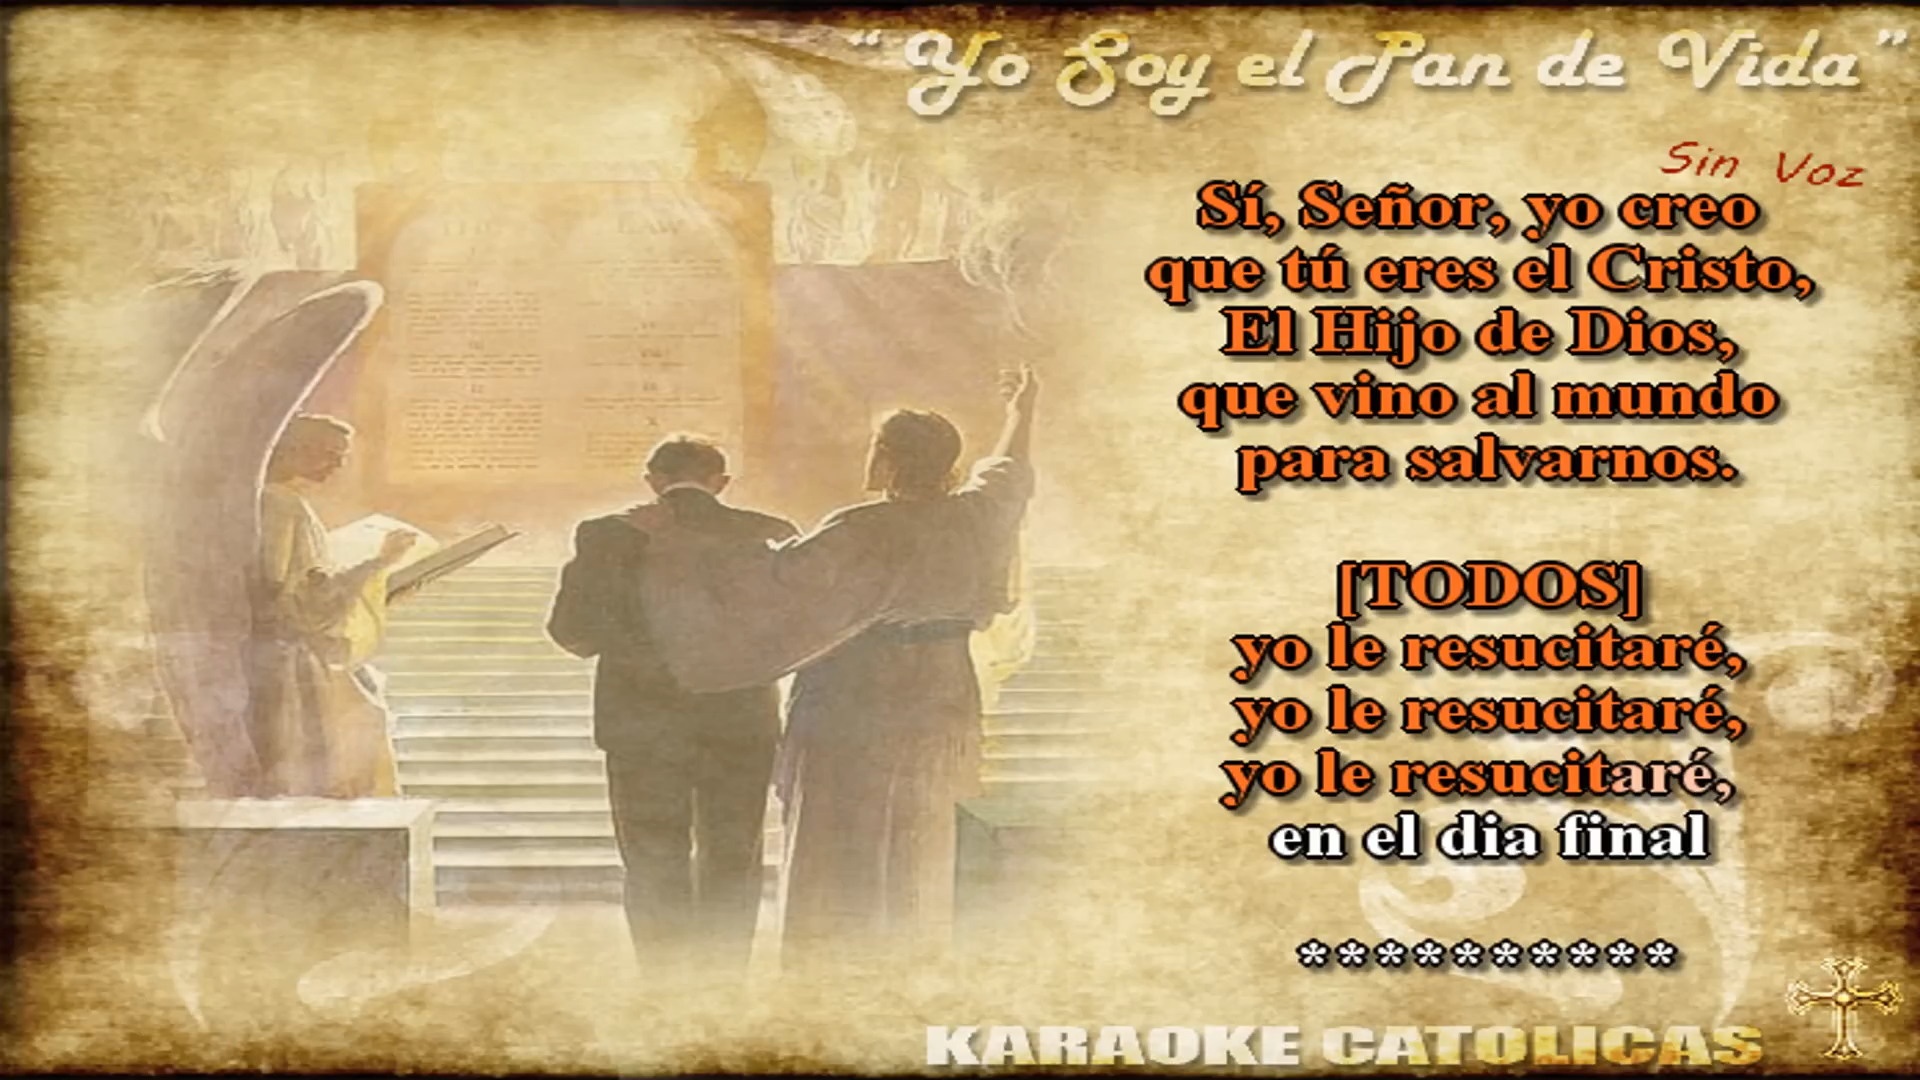 “ Yo Soy el Pan de Vida”
Sin Voz
Sí, Señor, yo creo
que tú eres el Cristo,
El Hijo de Dios,
que vino al mundo
para salvarnos.
[TODOS]
yo le resucitaré,
yo le resucitaré,
yo le resucitaré,
en el dia final
**********
KARAOKE CATOLICAS
LAW